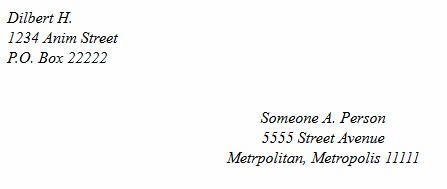 Dilbert H.
1234 Anim Street
P.O. Box 22222
Someone A. Person
5555 Street Avenue
Metrpolitan, Metropolis 11111